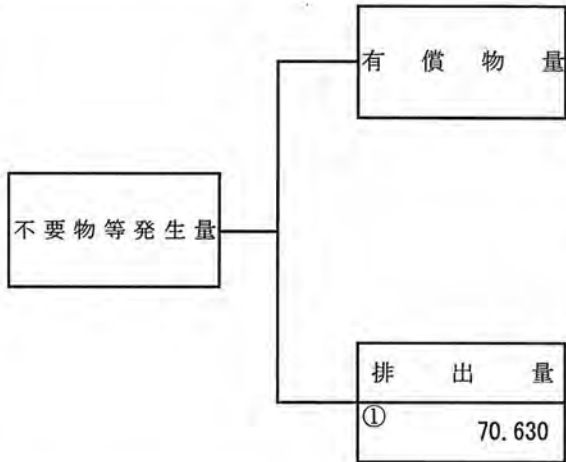 有償物量
不要物等発生量
排出量
①
70.630